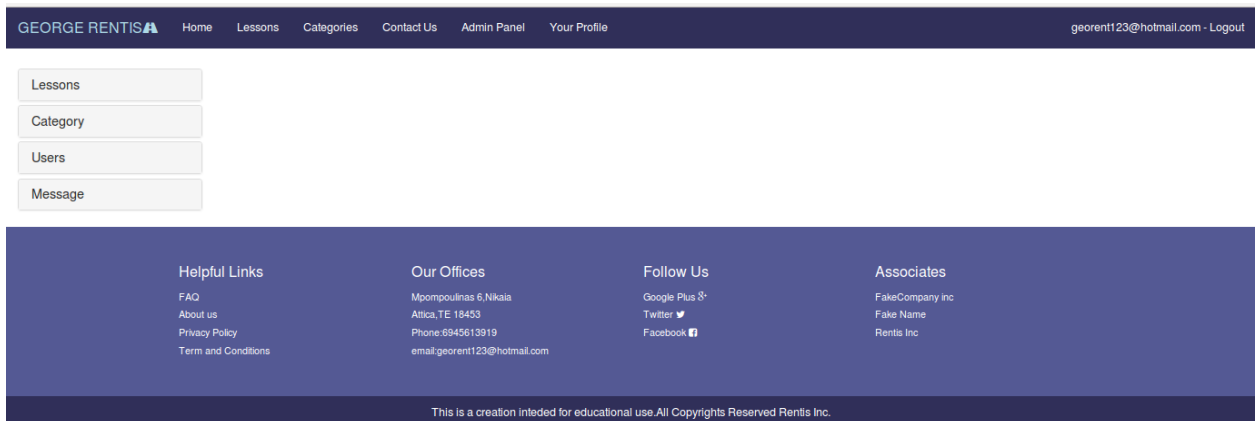 GEORGE RENTIS Home Lessons Categories Contact Us Admin Panel Your Profile georent123@hotmail.com - Logout
Lessons
Category
Users
Message
Helpful Links
FAQ
About us
Privacy Policy
Term and Conditions
Our Offices
Mpompoulinas 6,Nikaia
Attica,TE 18453
Phone:6945613919
email:georent123@hotmail.com
Follow Us
Google Plus
Twitter
Facebook
Associates
FakeCompany inc
Fake Name
Rentis Inc
This is a creation inteded for educational use.All Copyrights Reserved Rentis Inc.